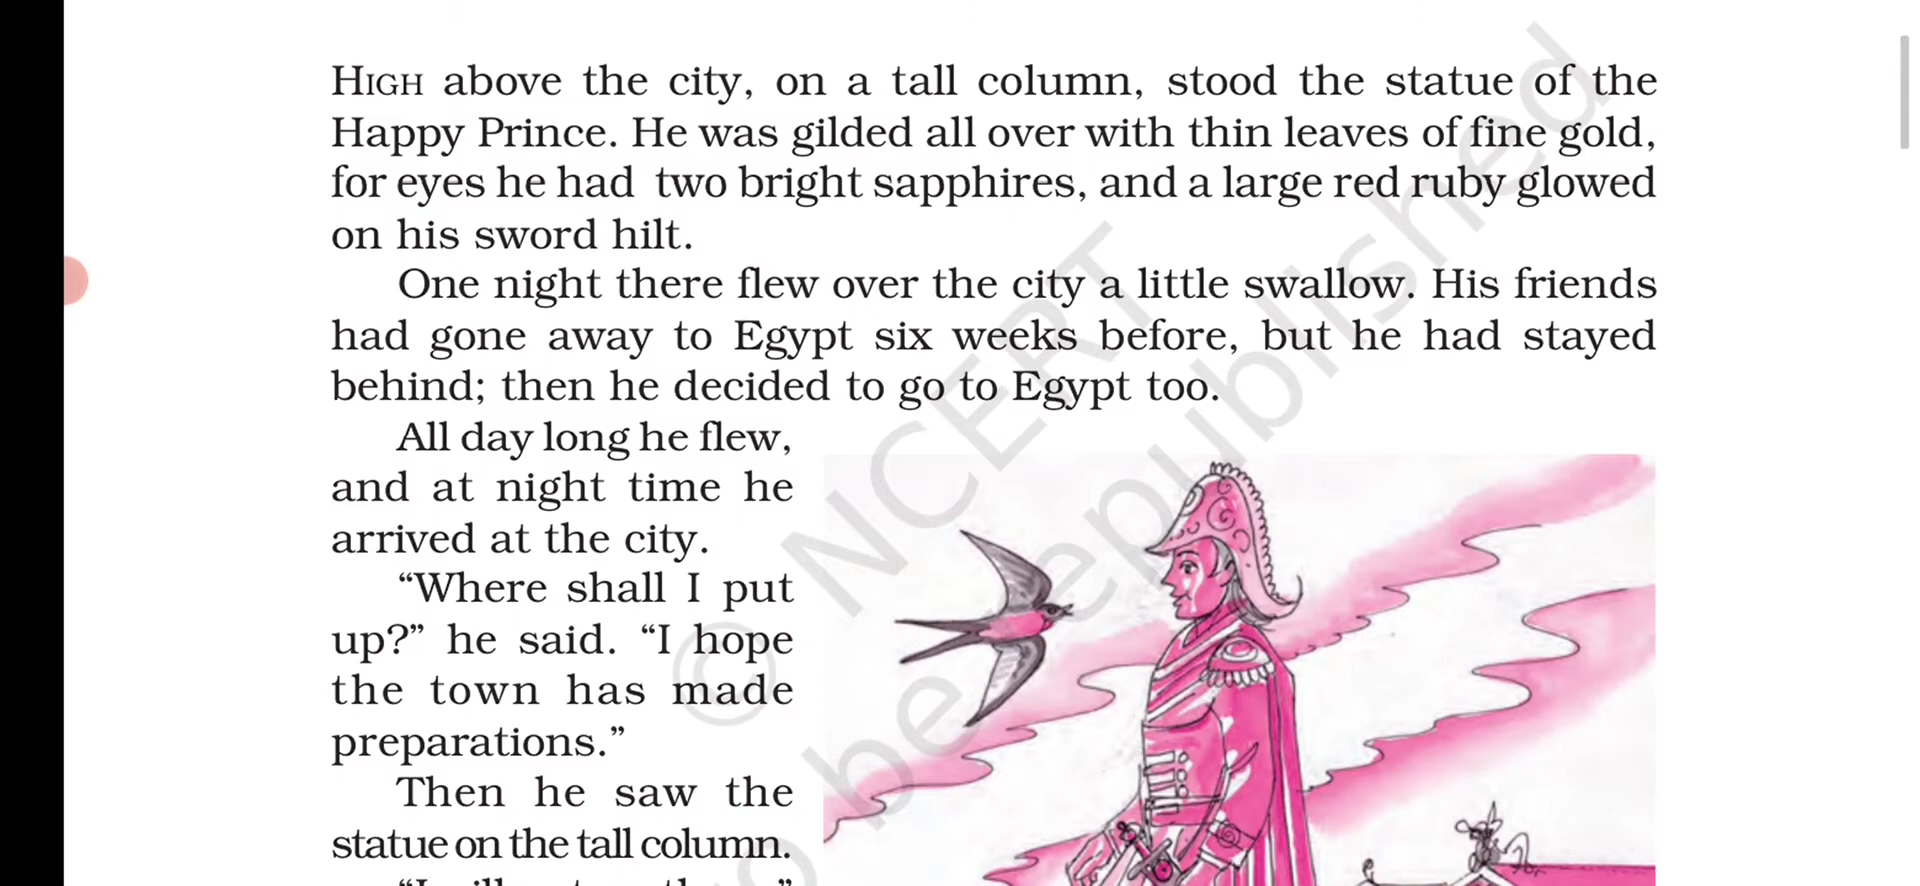 HIGH above the city, on a tall column, stood the statue of the
Happy Prince. He was gilded all over with thin leaves of fine gold,
for eyes he had two bright sapphires, and a large red ruby glowed
on his sword hilt.
One night there flew over the city a little swallow. His friends
had gone away to Egypt six weeks before, but he had stayed
behind; then he decided to go to Egypt too.
All day long he flew,
and at night time he
arrived at the city.
“Where shall I put
up?” he said. “I hope
the town has made
preparations.”
Then he saw the
statue on the tall column.
© NCERT
be republished